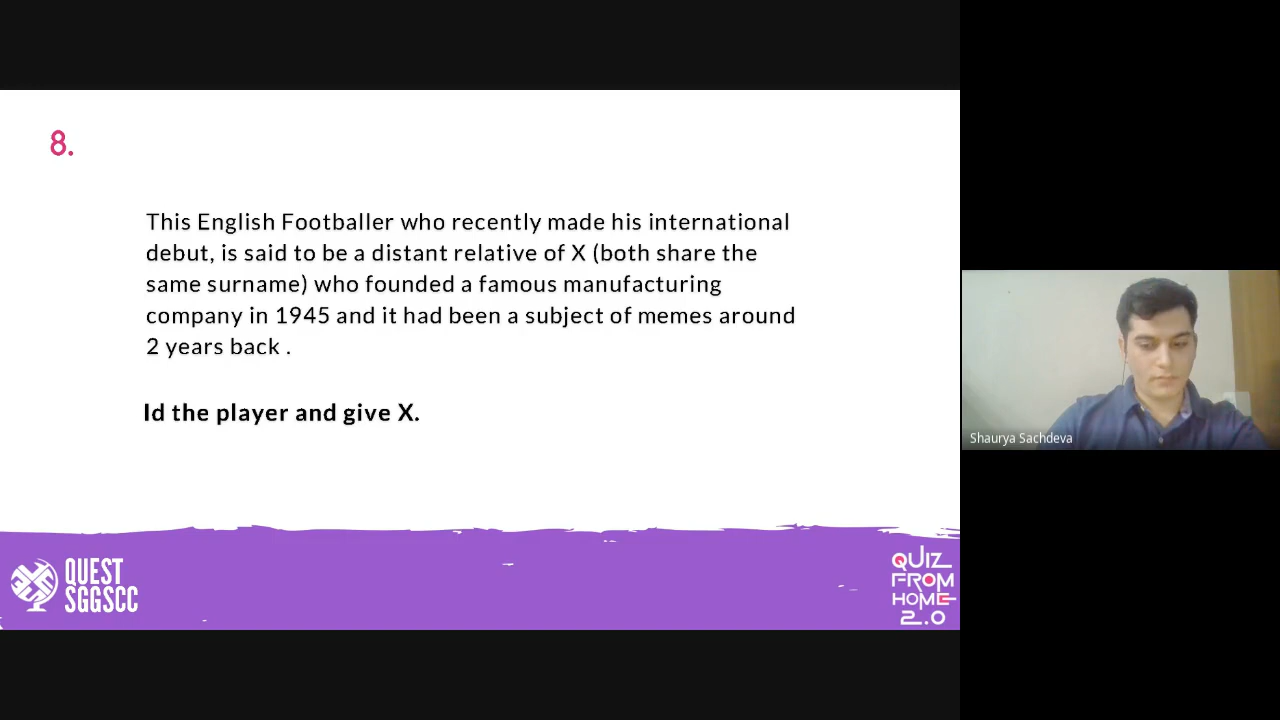 8.
This English Footballer who recently made his international
debut, is said to be a distant relative of X (both share the
same surname) who founded a famous manufacturing
company in 1945 and it had been a subject of memes around
2 years back .
Id the player and give X.
Shaurya Sachdeva
QUEST
SGGSCC
QUIZ
FROM
HOME
2.0